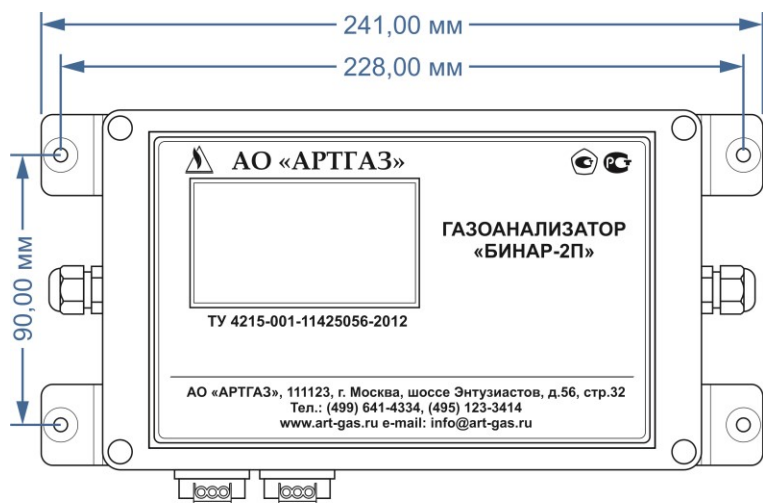 241,00 мм
228,00 мм
90,00 мм
АО «АРТГАЗ»
ГАЗОАНАЛИЗАТОР
«БИНАР-2П»
ТУ 4215-001-11425056-2012
АО «АРТГАЗ», 111123, г. Москва, шоссе Энтузиастов, д.56, стр.32
Тел.: (499) 641-4334, (495) 123-3414
www.art-gas.ru e-mail: info@art-gas.ru